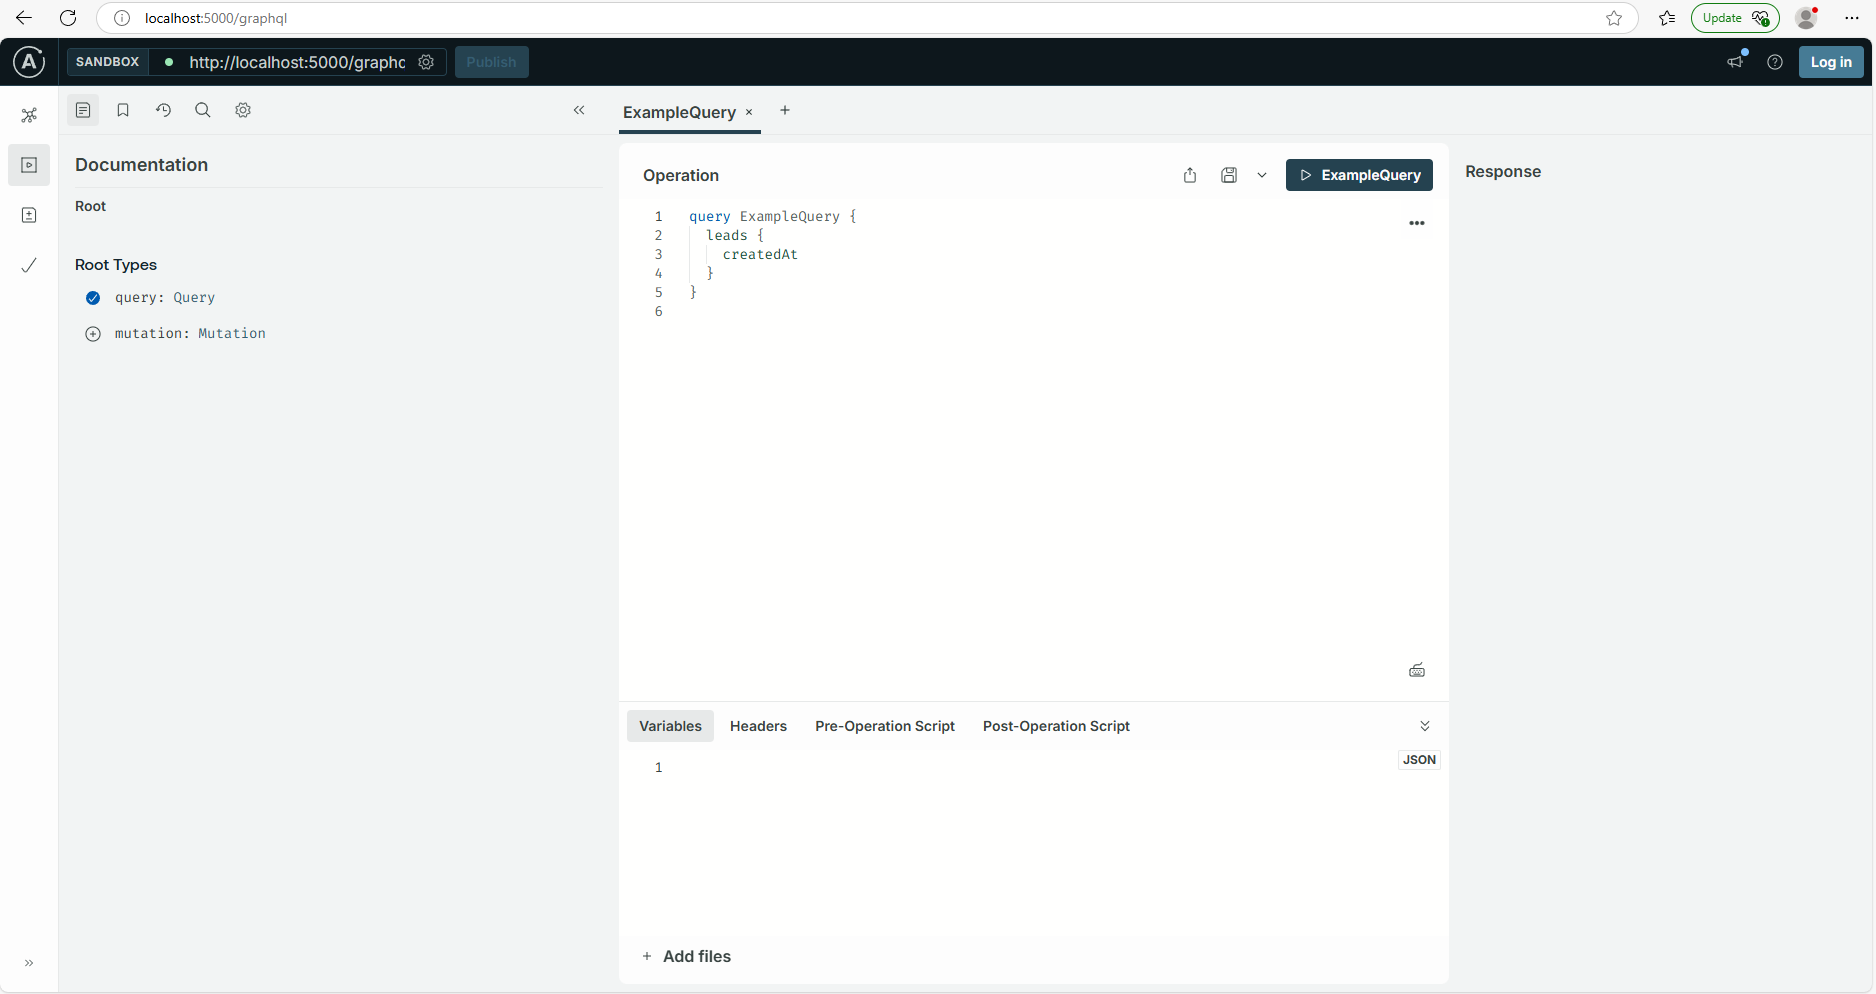 localhost:5000/graphql
Update
SANDBOX
http://localhost:5000/graphc
Publish
Log in
ExampleQuery
Documentation
Root
Root Types
query: Query
mutation: Mutation
Operation
ExampleQuery
1 query ExampleQuery {
2 leads {
3 createdAt
4 }
5 }
6
Variables
Headers
Pre-Operation Script
Post-Operation Script
1
JSON
+ Add files
Response